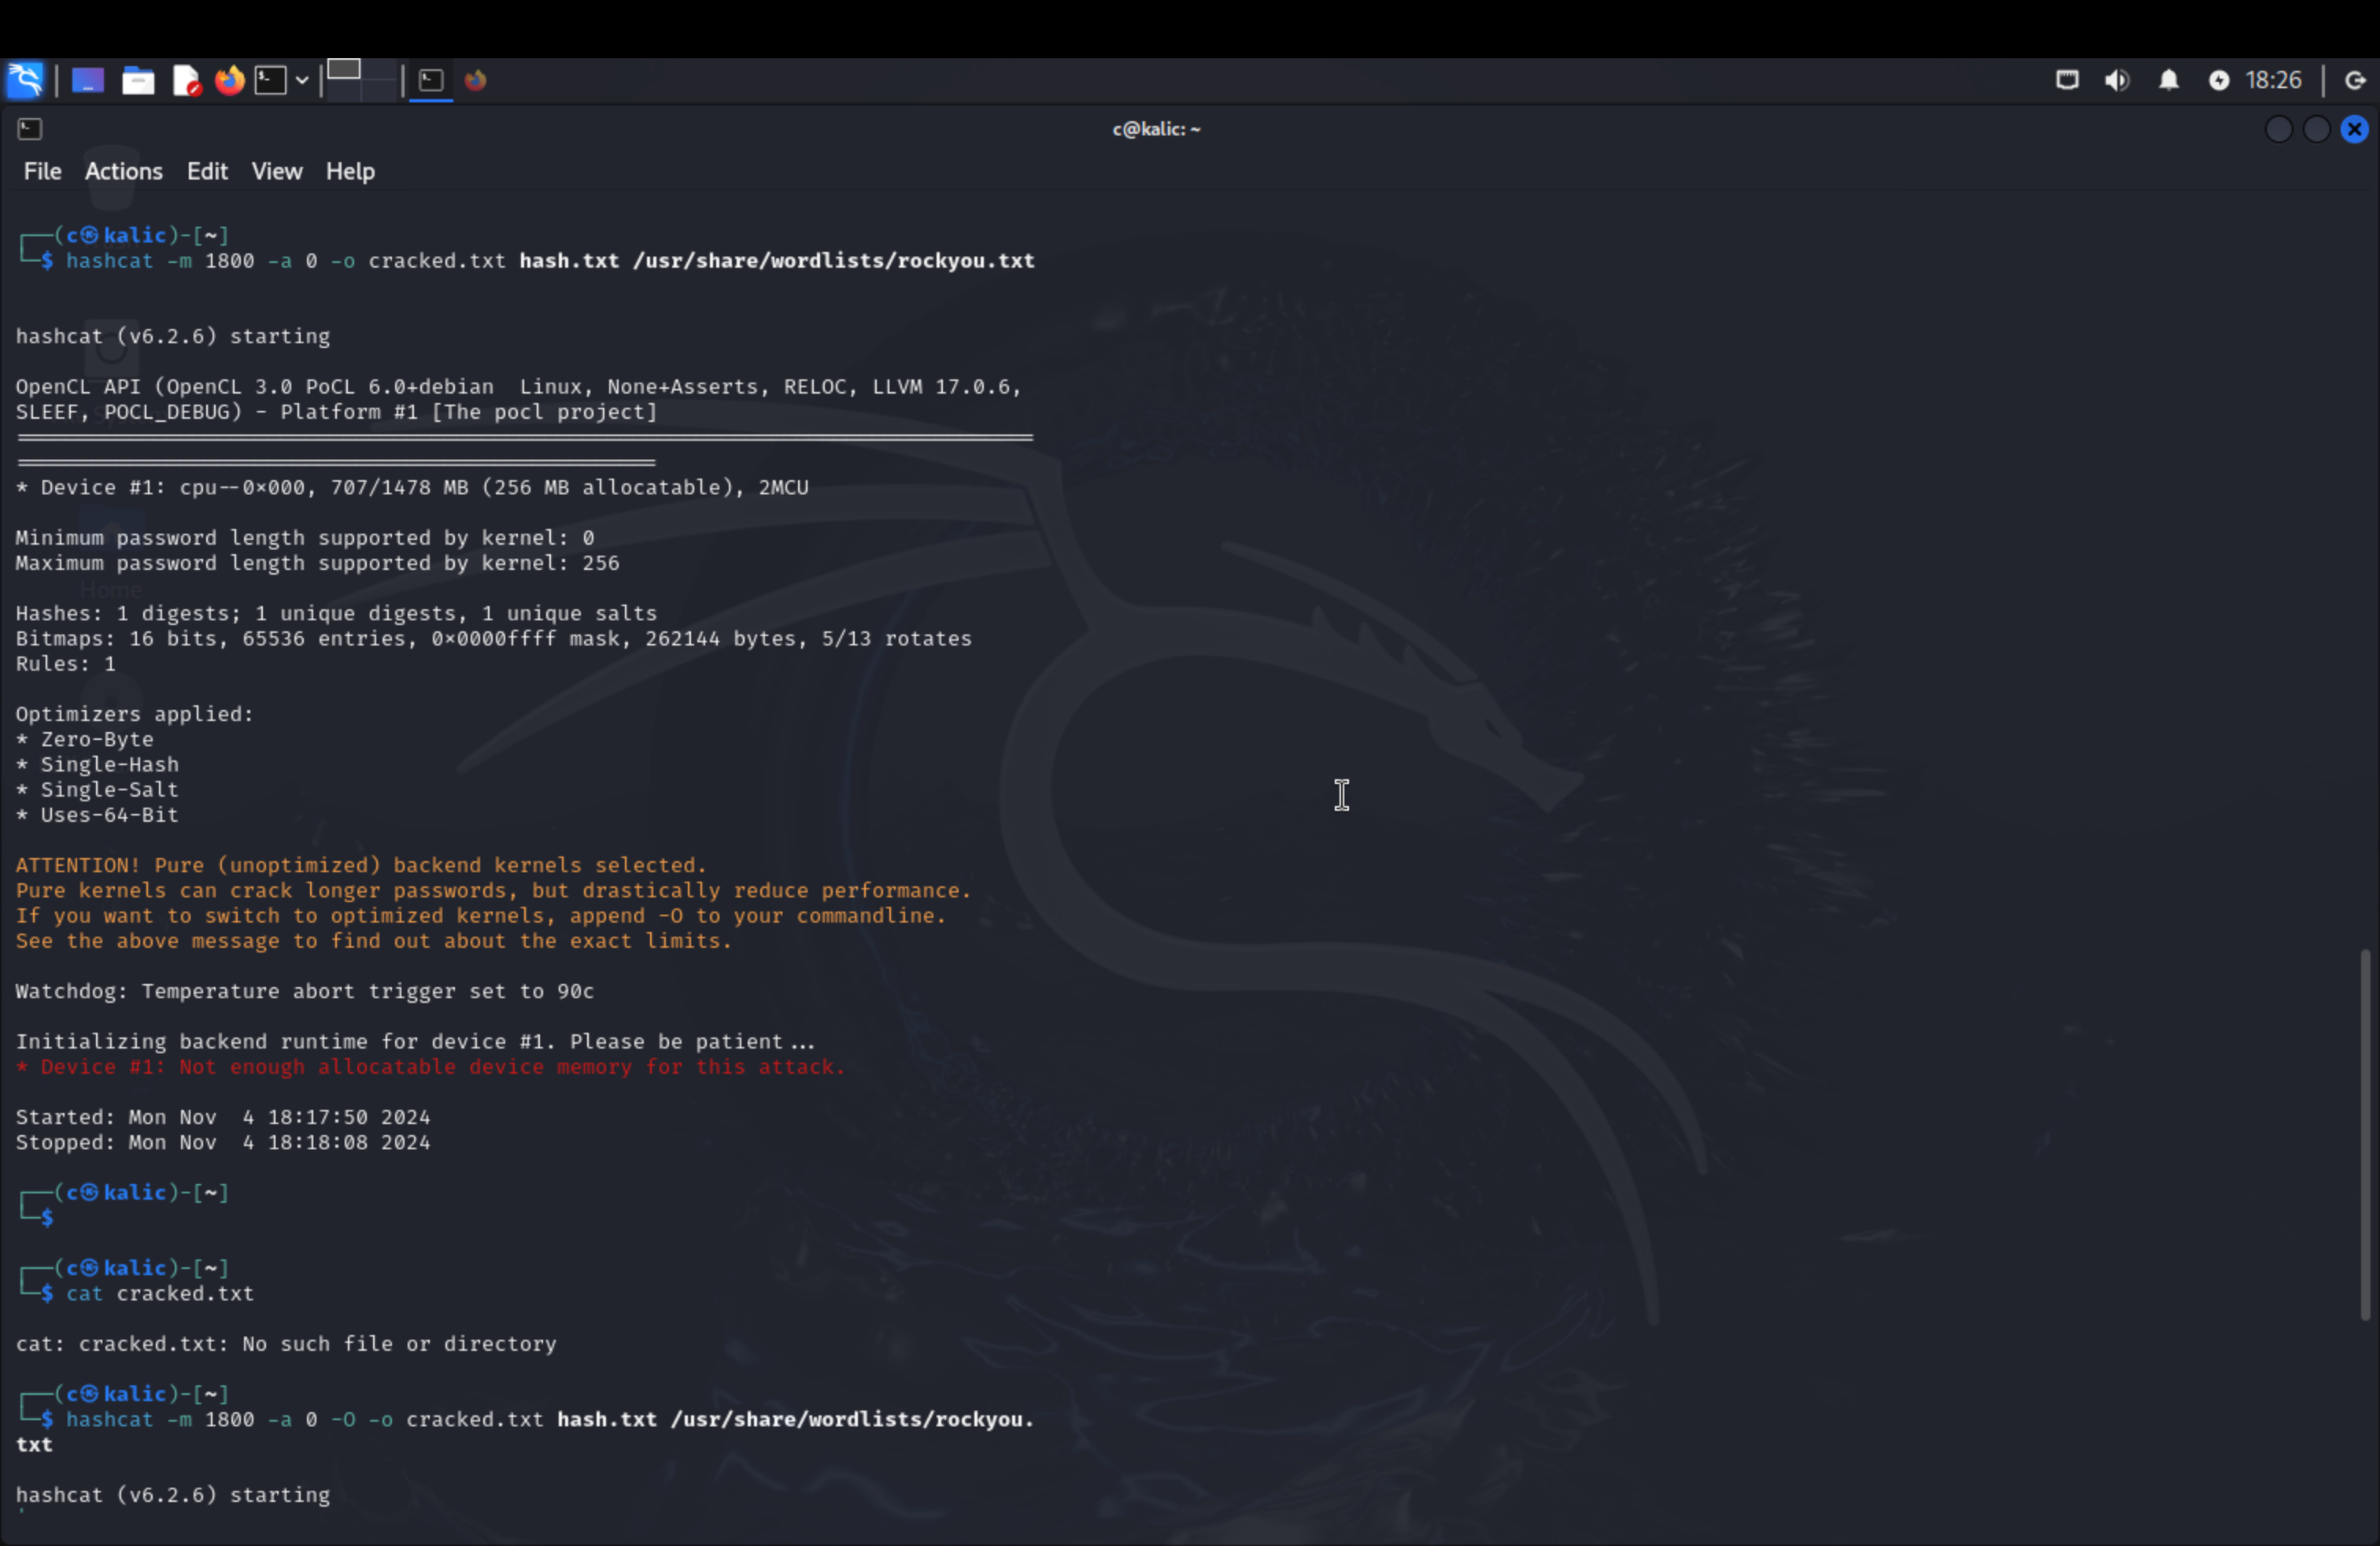 18:26
c@kalic: ~
File Actions Edit View Help
┌──(c㉿kalic)-[~]
└─$ hashcat -m 1800 -a 0 -o cracked.txt hash.txt /usr/share/wordlists/rockyou.txt
hashcat (v6.2.6) starting
OpenCL API (OpenCL 3.0 PoCL 6.0+debian  Linux, None+Asserts, RELOC, LLVM 17.0.6,
SLEEF, POCL_DEBUG) - Platform #1 [The pocl project]
* Device #1: cpu--0×000, 707/1478 MB (256 MB allocatable), 2MCU
Minimum password length supported by kernel: 0
Maximum password length supported by kernel: 256
Home
Hashes: 1 digests; 1 unique digests, 1 unique salts
Bitmaps: 16 bits, 65536 entries, 0×0000ffff mask, 262144 bytes, 5/13 rotates
Rules: 1
Optimizers applied:
* Zero-Byte
* Single-Hash
* Single-Salt
* Uses-64-Bit
ATTENTION! Pure (unoptimized) backend kernels selected.
Pure kernels can crack longer passwords, but drastically reduce performance.
If you want to switch to optimized kernels, append -O to your commandline.
See the above message to find out about the exact limits.
Watchdog: Temperature abort trigger set to 90c
Initializing backend runtime for device #1. Please be patient...
* Device #1: Not enough allocatable device memory for this attack.
Started: Mon Nov  4 18:17:50 2024
Stopped: Mon Nov  4 18:18:08 2024
┌──(c㉿kalic)-[~]
└─$
┌──(c㉿kalic)-[~]
└─$ cat cracked.txt
cat: cracked.txt: No such file or directory
┌──(c㉿kalic)-[~]
└─$ hashcat -m 1800 -a 0 -O -o cracked.txt hash.txt /usr/share/wordlists/rockyou.
txt
hashcat (v6.2.6) starting